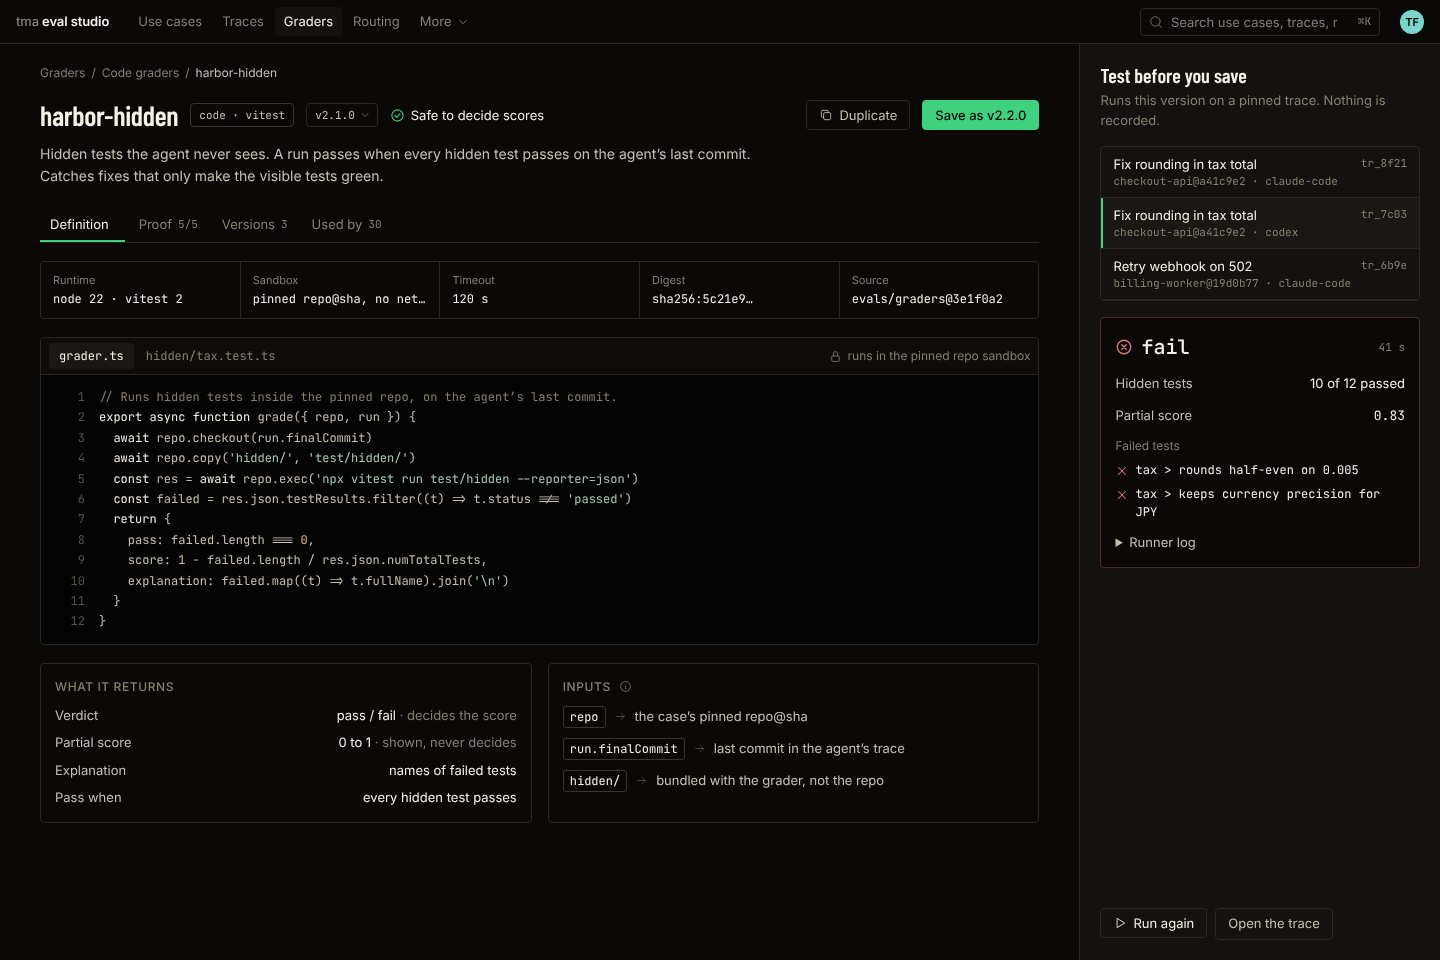 tma eval studio
Use cases
Traces
Graders
Routing
More
Search use cases, traces, r
⌘K
TF
Graders / Code graders / harbor-hidden
harbor-hidden
code · vitest
v2.1.0
Safe to decide scores
Duplicate
Save as v2.2.0
Hidden tests the agent never sees. A run passes when every hidden test passes on the agent’s last commit.
Catches fixes that only make the visible tests green.
Definition
Proof 5/5
Versions 3
Used by 30
Runtime
node 22 · vitest 2
Sandbox
pinned repo@sha, no net…
Timeout
120 s
Digest
sha256:5c21e9…
Source
evals/graders@3e1f0a2
grader.ts
hidden/tax.test.ts
runs in the pinned repo sandbox
1 // Runs hidden tests inside the pinned repo, on the agent’s last commit.
2 export async function grade({ repo, run }) {
3 await repo.checkout(run.finalCommit)
4 await repo.copy('hidden/', 'test/hidden/')
5 const res = await repo.exec('npx vitest run test/hidden --reporter=json')
6 const failed = res.json.testResults.filter((t) => t.status !== 'passed')
7 return {
8 pass: failed.length === 0,
9 score: 1 - failed.length / res.json.numTotalTests,
10 explanation: failed.map((t) => t.fullName).join('\n')
11 }
12 }
WHAT IT RETURNS
Verdict
pass / fail · decides the score
Partial score
0 to 1 · shown, never decides
Explanation
names of failed tests
Pass when
every hidden test passes
INPUTS
repo → the case’s pinned repo@sha
run.finalCommit → last commit in the agent’s trace
hidden/ → bundled with the grader, not the repo
Test before you save
Runs this version on a pinned trace. Nothing is
recorded.
Fix rounding in tax total
tr_8f21
checkout-api@a41c9e2 · claude-code
Fix rounding in tax total
tr_7c03
checkout-api@a41c9e2 · codex
Retry webhook on 502
tr_6b9e
billing-worker@19d0b77 · claude-code
fail
41 s
Hidden tests
10 of 12 passed
Partial score
0.83
Failed tests
tax > rounds half-even on 0.005
tax > keeps currency precision for
JPY
Runner log
Run again
Open the trace